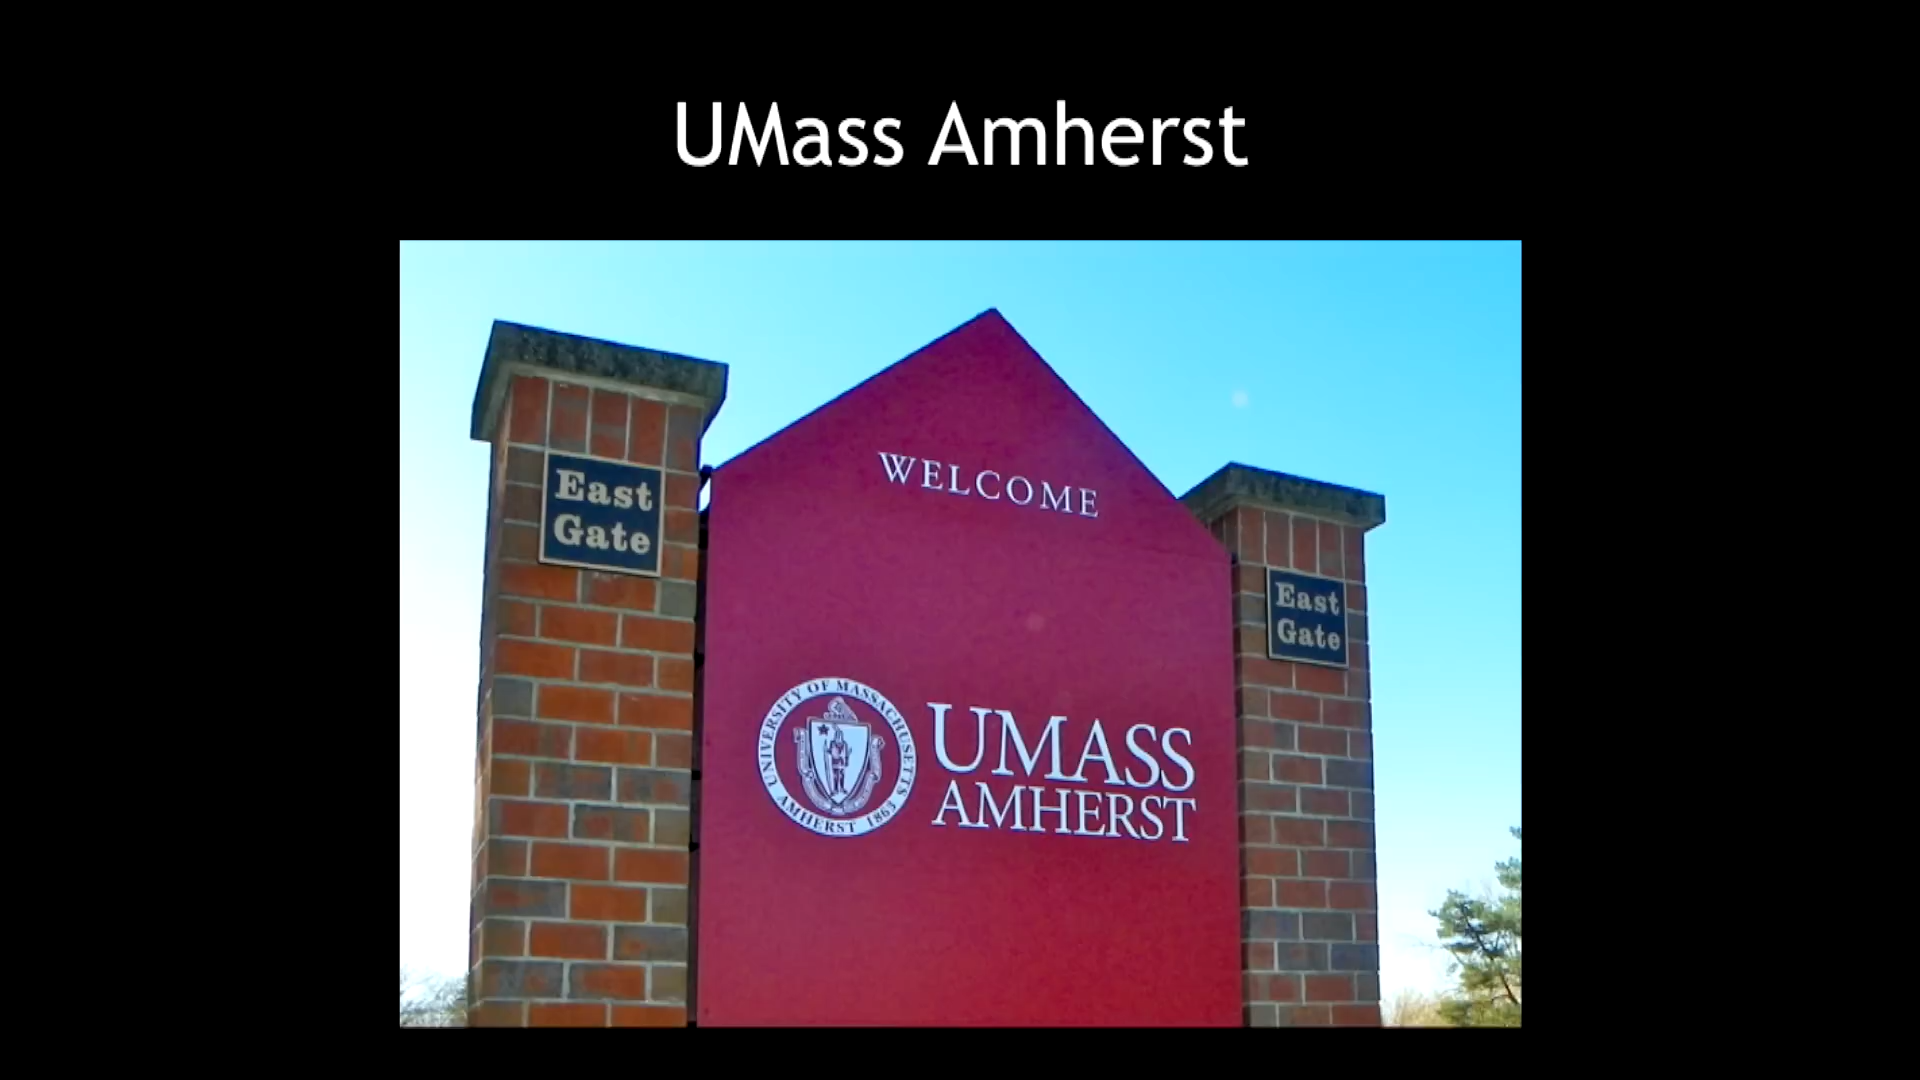 UMass Amherst
WELCOME
East
Gate
East
Gate
UNIVERSITY OF MASSACHUSETTS
AMHERST 1863
UMASS
AMHERST